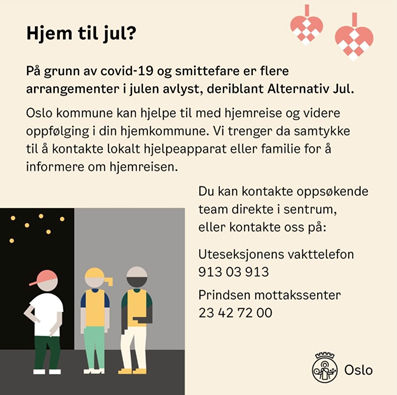 Hjem til jul?
På grunn av covid-19 og smittefare er flere
arrangementer i julen avlyst, deriblant Alternativ Jul.
Oslo kommune kan hjelpe til med hjemreise og videre
oppfølging i din hjemkommune. Vi trenger da samtykke
til å kontakte lokalt hjelpeapparat eller familie for å
informere om hjemreisen.
Du kan kontakte oppsøkende
team direkte i sentrum,
eller kontakte oss på:
Uteseksjonens vakttelefon
913 03 913
Prindsen mottakssenter
23 42 72 00
Oslo